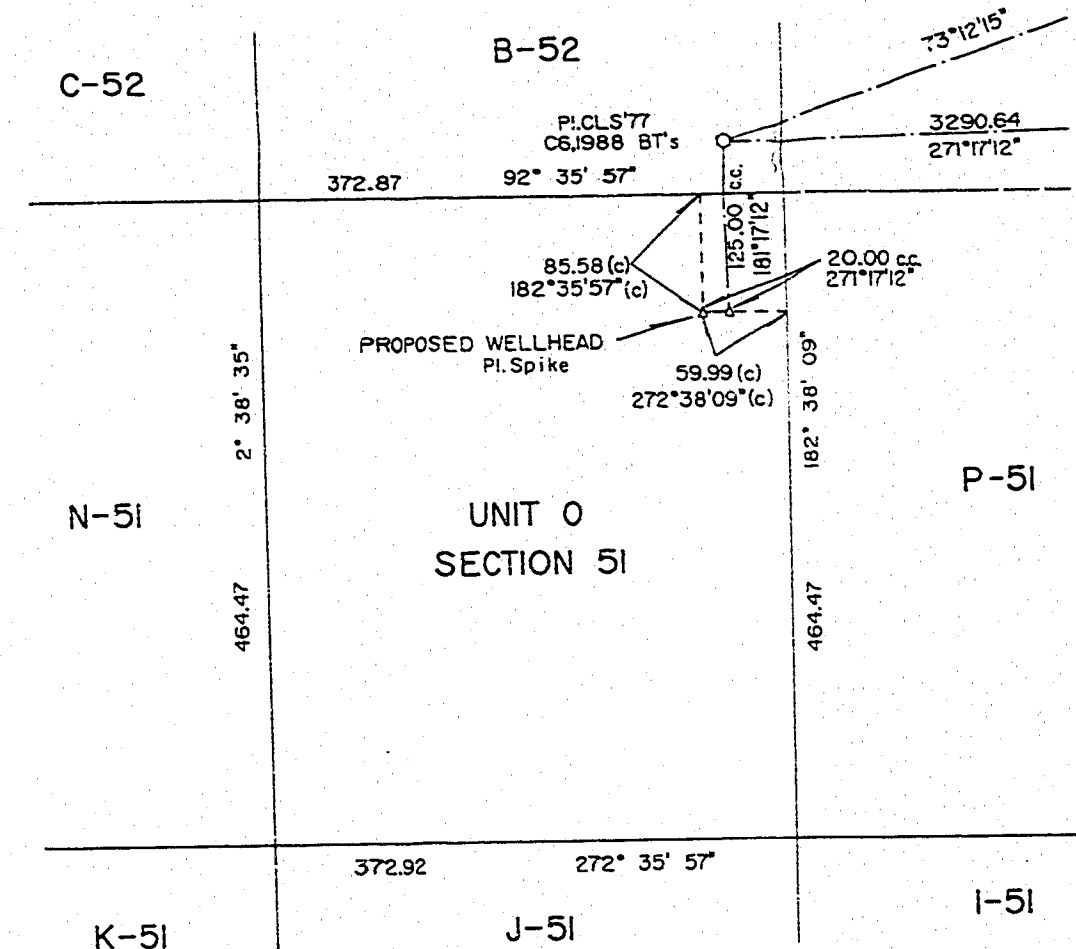 B-52
C-52
73°12'15"
Pl.CLS'77
C6,1988 BT's
3290.64
271°17'12"
372.87 92° 35' 57"
125.00 c.c.
181°17'12"
85.58 (c)
182°35'57"(c)
20.00 c.c.
271°17'12"
PROPOSED WELLHEAD
Pl. Spike
59.99 (c)
272°38'09"(c)
2° 38' 35"
464.47
182° 38' 09"
464.47
N-51
UNIT O
SECTION 51
P-51
372.92 272° 35' 57"
K-51
J-51
I-51